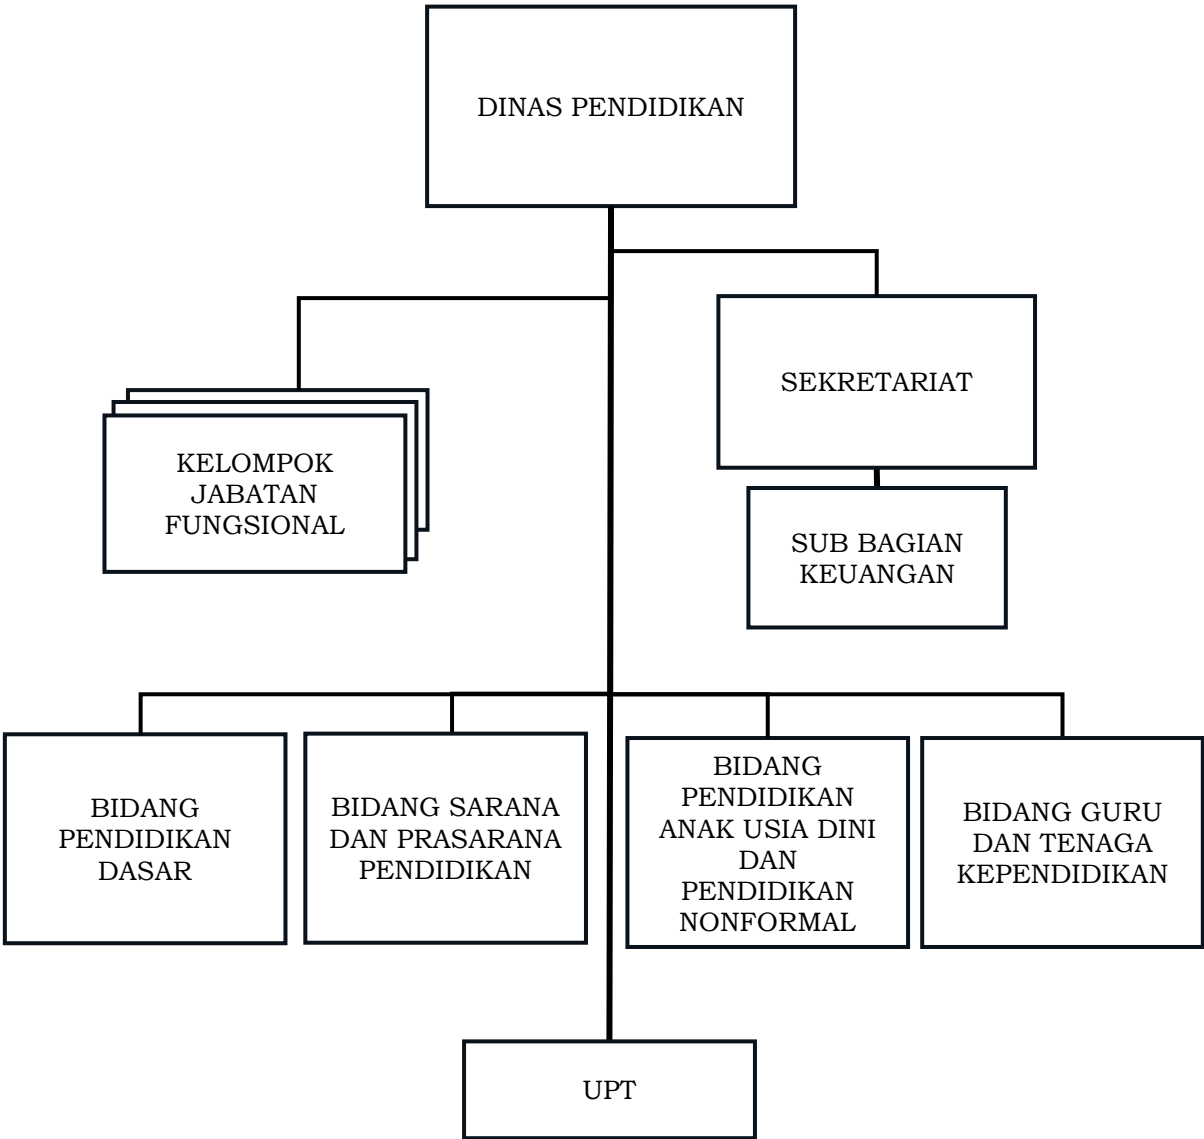 DINAS PENDIDIKAN
SEKRETARIAT
KELOMPOK
JABATAN
FUNGSIONAL
SUB BAGIAN
KEUANGAN
BIDANG
PENDIDIKAN
DASAR
BIDANG SARANA
DAN PRASARANA
PENDIDIKAN
BIDANG
PENDIDIKAN
ANAK USIA DINI
DAN
PENDIDIKAN
NONFORMAL
BIDANG GURU
DAN TENAGA
KEPENDIDIKAN
UPT